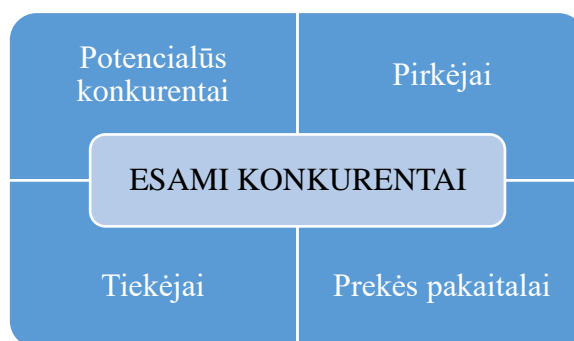 Potencialūs
konkurentai
Pirkėjai
ESAMI KONKURENTAI
Tiekėjai
Prekės pakaitalai